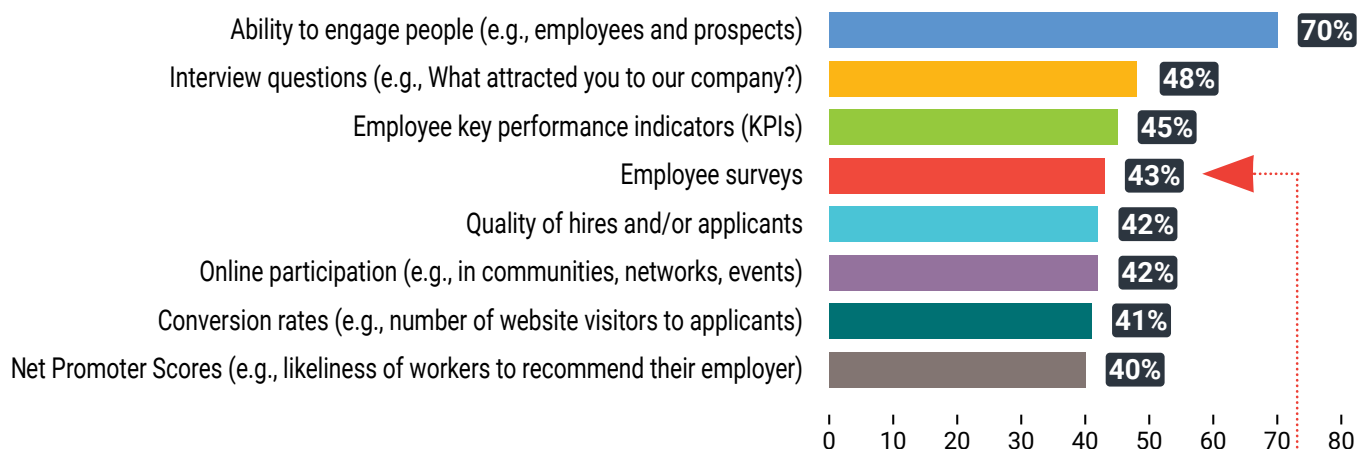 Ability to engage people (e.g., employees and prospects) 70%
Interview questions (e.g., What attracted you to our company?) 48%
Employee key performance indicators (KPIs) 45%
Employee surveys 43%
Quality of hires and/or applicants 42%
Online participation (e.g., in communities, networks, events) 42%
Conversion rates (e.g., number of website visitors to applicants) 41%
Net Promoter Scores (e.g., likeliness of workers to recommend their employer) 40%
0 10 20 30 40 50 60 70 80